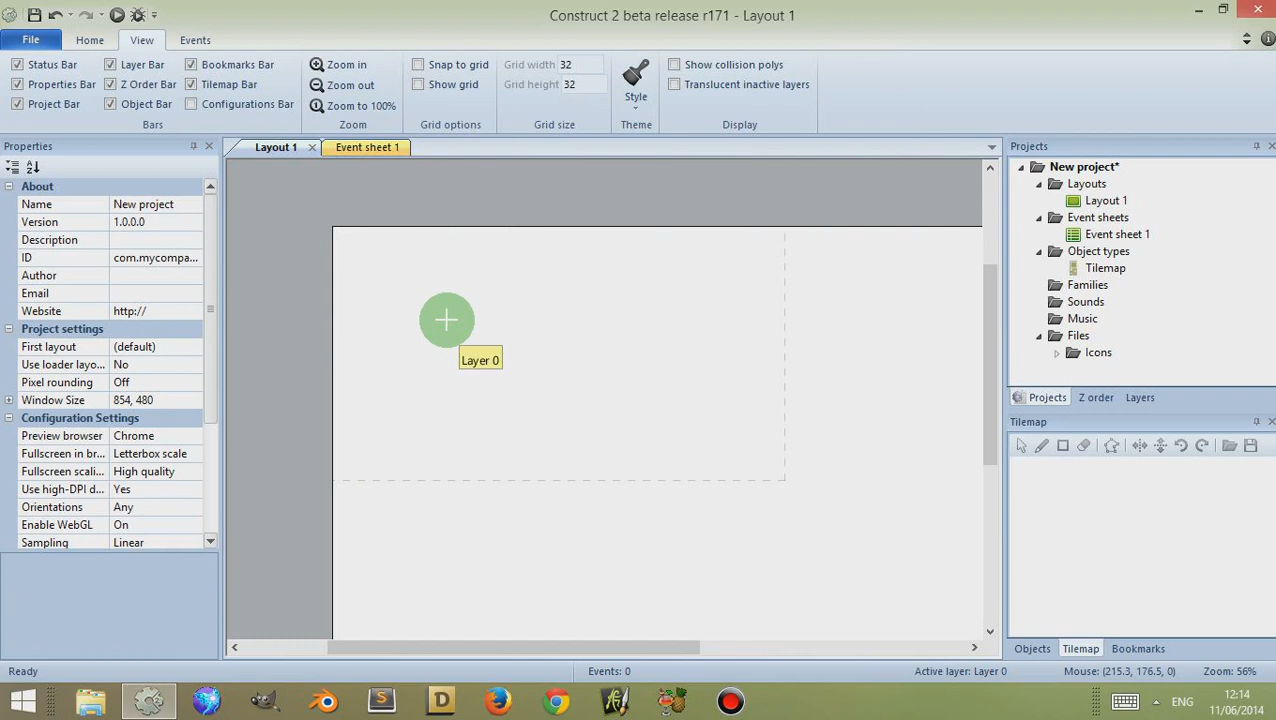 Construct 2 beta release r171 - Layout 1
File Home View Events
Status Bar Layer Bar Bookmarks Bar Zoom in Snap to grid Grid width 32 Show collision polys
Properties Bar Z Order Bar Tilemap Bar Zoom out Show grid Grid height 32 Style Translucent inactive layers
Project Bar Object Bar Configurations Bar Zoom to 100%
Bars Zoom Grid options Grid size Theme Display
Properties
Layout 1 Event sheet 1
Projects
About
Name New project
Version 1.0.0.0
Description
ID com.mycompa...
Author
Email
Website http://
Project settings
First layout (default)
Use loader layo... No
Pixel rounding Off
Window Size 854, 480
Configuration Settings
Preview browser Chrome
Fullscreen in br... Letterbox scale
Fullscreen scali... High quality
Use high-DPI d... Yes
Orientations Any
Enable WebGL On
Sampling Linear
Layer 0
New project*
Layouts
Layout 1
Event sheets
Event sheet 1
Object types
Tilemap
Families
Sounds
Music
Files
Icons
Projects Z order Layers
Tilemap
Objects Tilemap Bookmarks
Ready Events: 0 Active layer: Layer 0 Mouse: (215.3, 176.5, 0) Zoom: 56%
ENG 12:14
11/06/2014